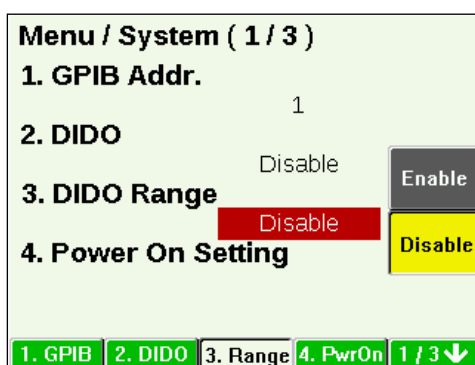 Menu / System ( 1 / 3 )
1. GPIB Addr.
1
2. DIDO
Disable
Enable
3. DIDO Range
Disable
Disable
4. Power On Setting
1. GPIB 2. DIDO 3. Range 4. PwrOn 1 / 3